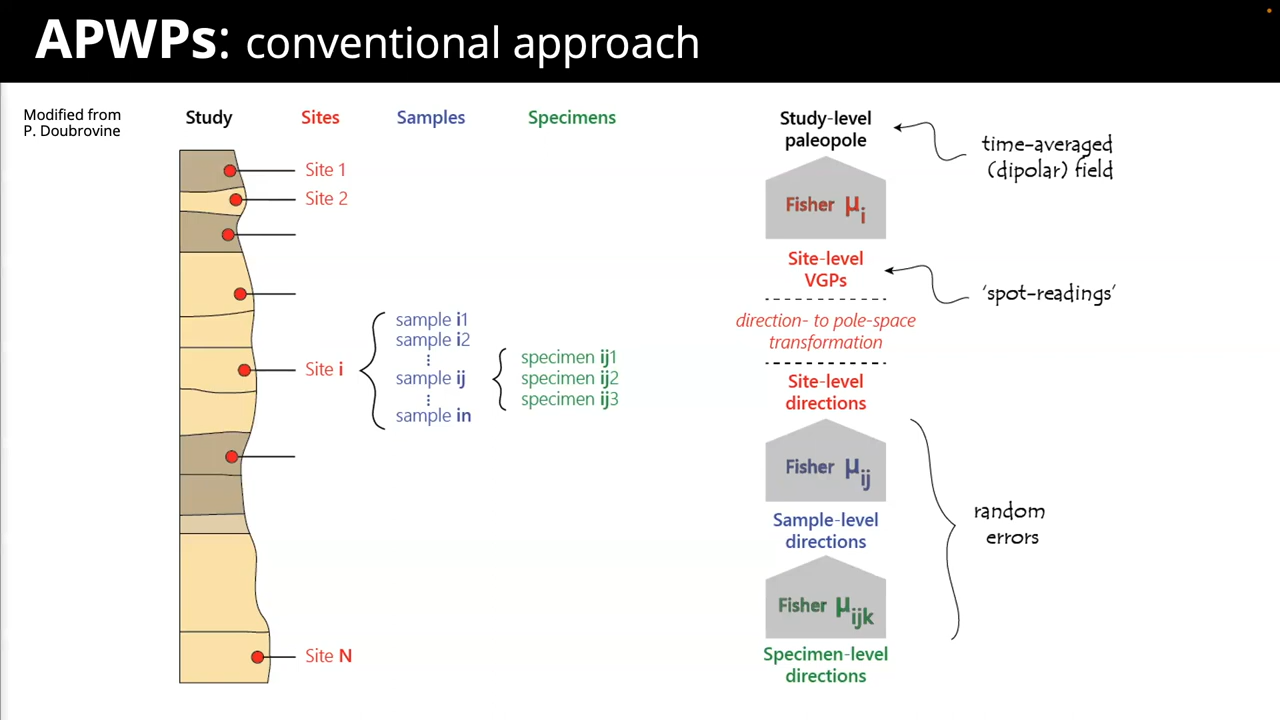 APWPs: conventional approach
Modified from
P. Doubrovine
Study
Sites
Samples
Specimens
Site 1
Site 2
Site i
Site N
sample i1
sample i2
⋮
sample ij
⋮
sample in
specimen ij1
specimen ij2
specimen ij3
Study-level
paleopole
time-averaged
(dipolar) field
Fisher μi
Site-level
VGPs
'spot-readings'
direction- to pole-space
transformation
Site-level
directions
Fisher μij
random
errors
Sample-level
directions
Fisher μijk
Specimen-level
directions